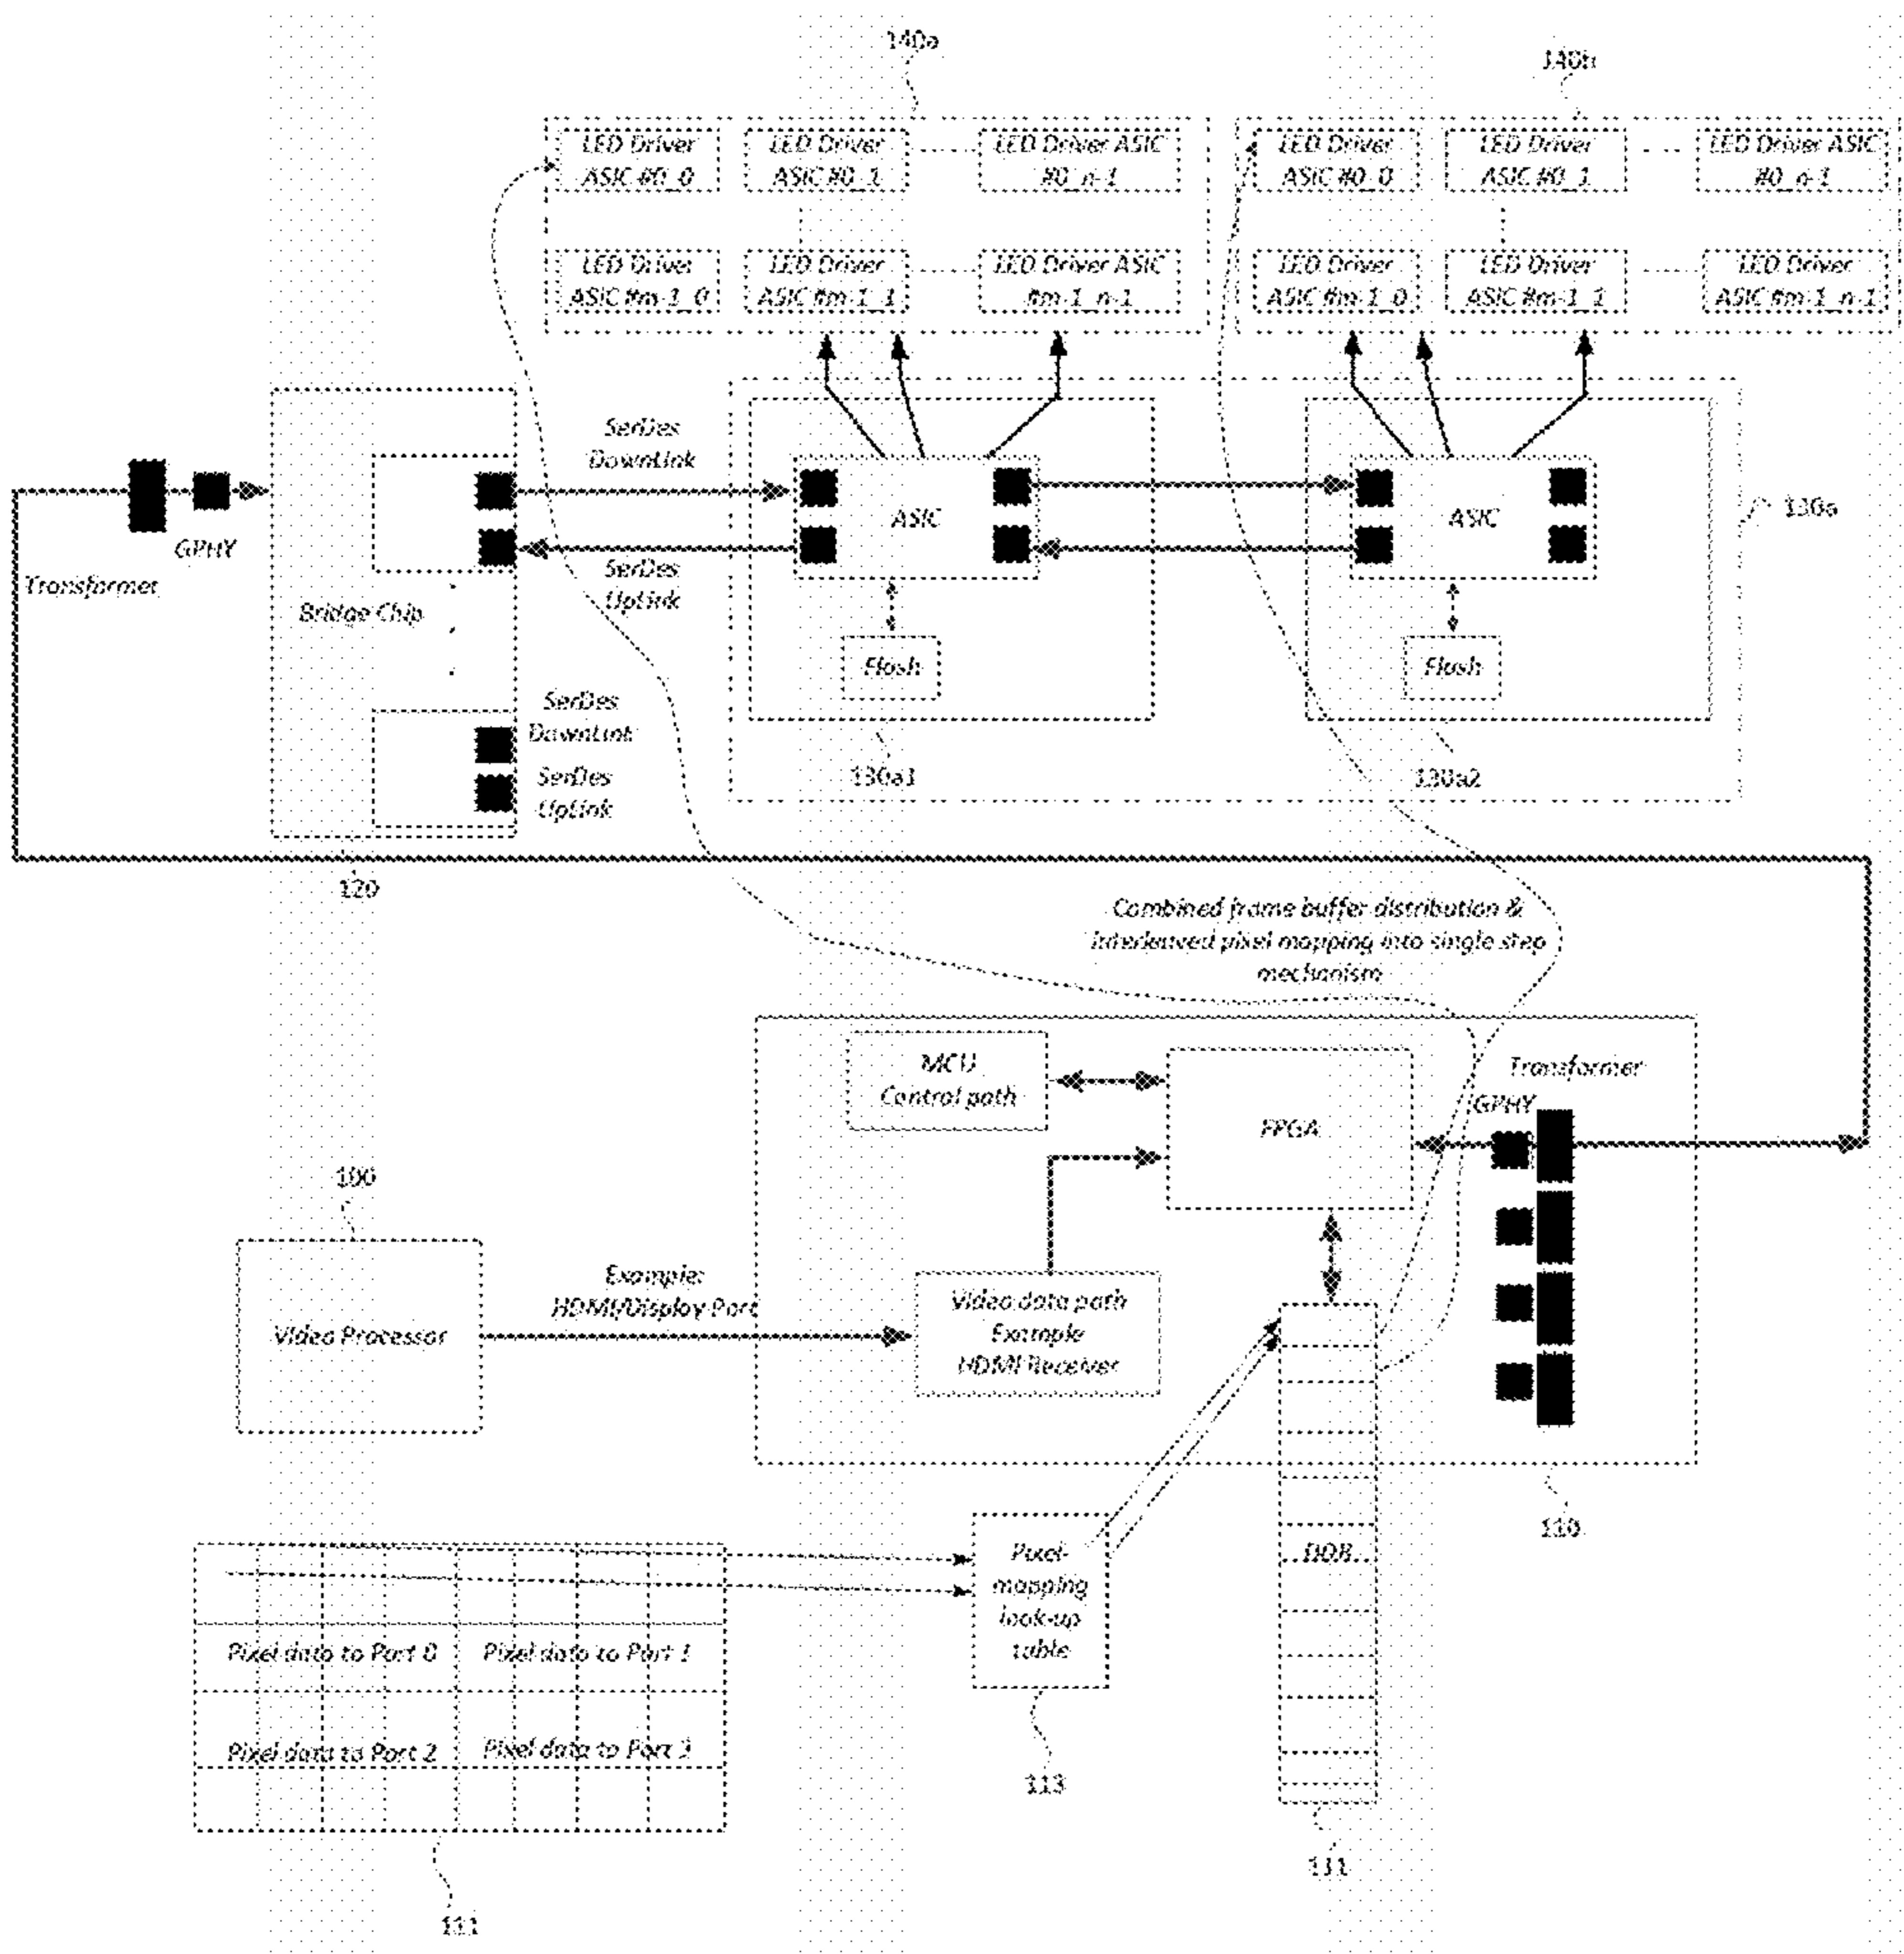 140a
140b
LED Driver
ASIC #0_0
LED Driver
ASIC #0_1
LED Driver ASIC
#0_n-1
LED Driver
ASIC #0_0
LED Driver
ASIC #0_1
LED Driver ASIC
#0_n-1
LED Driver
ASIC #m-1_0
LED Driver
ASIC #m-1_1
LED Driver ASIC
#m-1_n-1
LED Driver
ASIC #m-1_0
LED Driver
ASIC #m-1_1
LED Driver
ASIC #m-1_n-1
SerDes
DownLink
ASIC
ASIC
130a
GPHY
Transformer
SerDes
UpLink
Bridge Chip
Flash
Flash
SerDes
DownLink
SerDes
UpLink
130a1
130a2
120
Combined frame buffer distribution &
interleaved pixel mapping into single step
mechanism
MCU
Control path
FPGA
Transformer
GPHY
100
Example:
HDMI/Display Port
Video Processor
Video data path
Example
HDMI Receiver
110
Pixel-
mapping
look-up
table
DDR
Pixel data to Port 0
Pixel data to Port 1
Pixel data to Port 2
Pixel data to Port 3
113
111
111